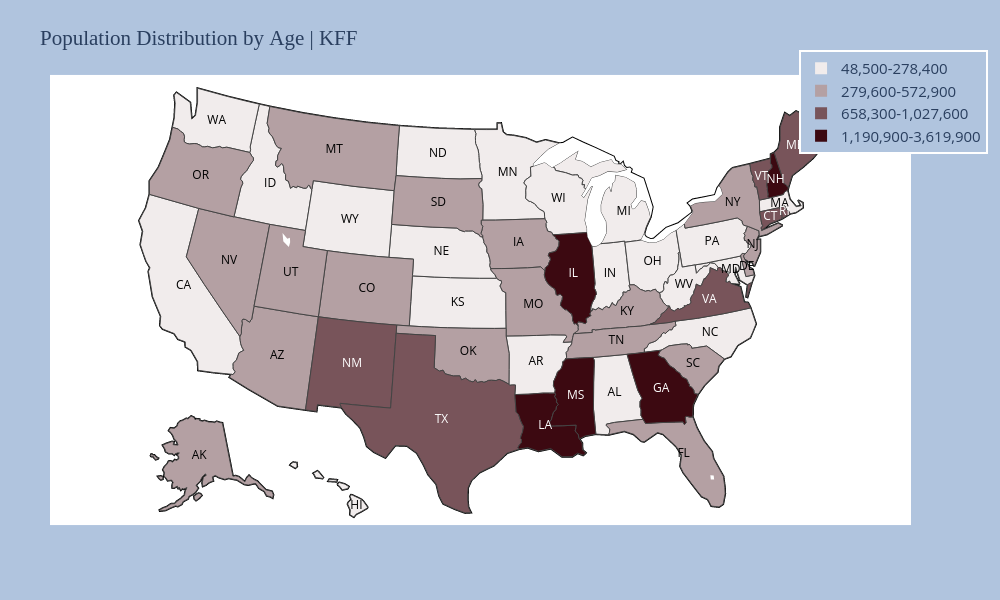 Population Distribution by Age | KFF
48,500-278,400
279,600-572,900
658,300-1,027,600
1,190,900-3,619,900
WA
MT
ND
MN
OR
ID
WY
SD
WI
MI
NY
VT
NH
MA
CT
NV
UT
CO
NE
IA
IL
IN
OH
PA
MD
DE
CA
KS
MO
KY
WV
VA
AZ
NM
OK
AR
TN
NC
SC
TX
LA
MS
AL
GA
FL
AK
HI